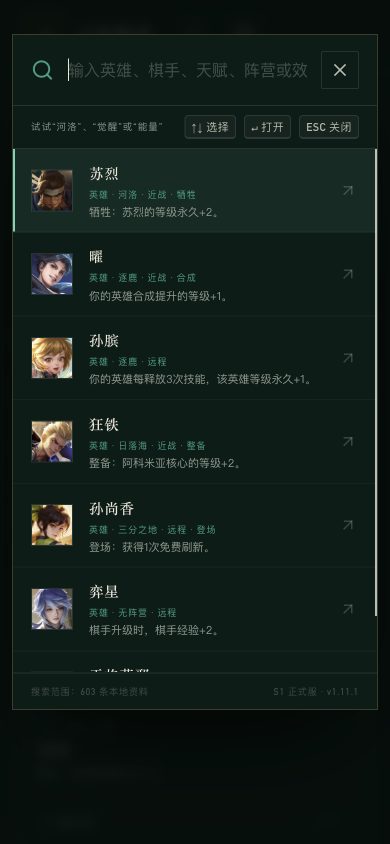 输入英雄、棋手、天赋、阵营或效
试试“河洛”、“觉醒”或“能量”
↑↓ 选择
↵ 打开
ESC 关闭
苏烈
英雄 · 河洛 · 近战 · 牺牲
牺牲：苏烈的等级永久+2。
曜
英雄 · 逐鹿 · 近战 · 合成
你的英雄合成提升的等级+1。
孙膑
英雄 · 逐鹿 · 远程
你的英雄每释放3次技能，该英雄等级永久+1。
狂铁
英雄 · 日落海 · 近战 · 整备
整备：阿科米亚核心的等级+2。
孙尚香
英雄 · 三分之地 · 远程 · 登场
登场：获得1次免费刷新。
弈星
英雄 · 无阵营 · 远程
棋手升级时，棋手经验+2。
搜索范围：603 条本地资料
S1 正式服 · v1.11.1